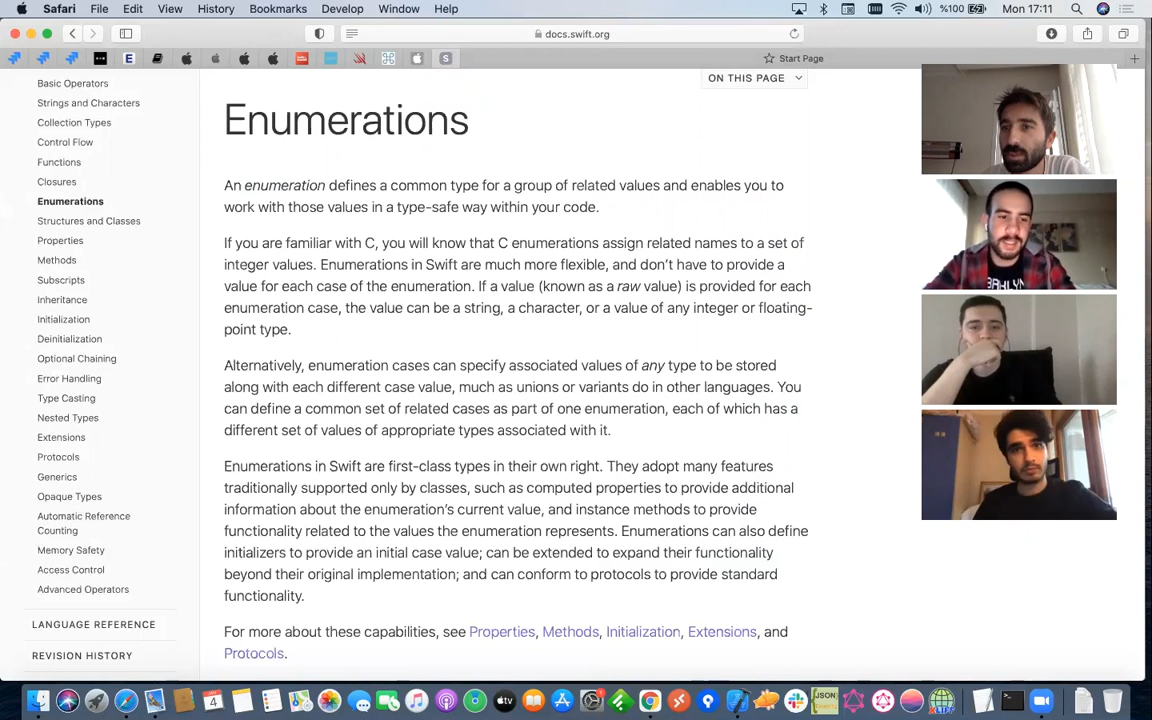 Safari File Edit View History Bookmarks Develop Window Help %100 Mon 17:11
docs.swift.org
E S Start Page
ON THIS PAGE
Basic Operators
Strings and Characters
Collection Types
Control Flow
Functions
Closures
Enumerations
Structures and Classes
Properties
Methods
Subscripts
Inheritance
Initialization
Deinitialization
Optional Chaining
Error Handling
Type Casting
Nested Types
Extensions
Protocols
Generics
Opaque Types
Automatic Reference
Counting
Memory Safety
Access Control
Advanced Operators
LANGUAGE REFERENCE
REVISION HISTORY
Enumerations
An enumeration defines a common type for a group of related values and enables you to
work with those values in a type-safe way within your code.
If you are familiar with C, you will know that C enumerations assign related names to a set of
integer values. Enumerations in Swift are much more flexible, and don’t have to provide a
value for each case of the enumeration. If a value (known as a raw value) is provided for each
enumeration case, the value can be a string, a character, or a value of any integer or floating-
point type.
Alternatively, enumeration cases can specify associated values of any type to be stored
along with each different case value, much as unions or variants do in other languages. You
can define a common set of related cases as part of one enumeration, each of which has a
different set of values of appropriate types associated with it.
Enumerations in Swift are first-class types in their own right. They adopt many features
traditionally supported only by classes, such as computed properties to provide additional
information about the enumeration’s current value, and instance methods to provide
functionality related to the values the enumeration represents. Enumerations can also define
initializers to provide an initial case value; can be extended to expand their functionality
beyond their original implementation; and can conform to protocols to provide standard
functionality.
For more about these capabilities, see Properties, Methods, Initialization, Extensions, and
Protocols.
4
tv
JSON